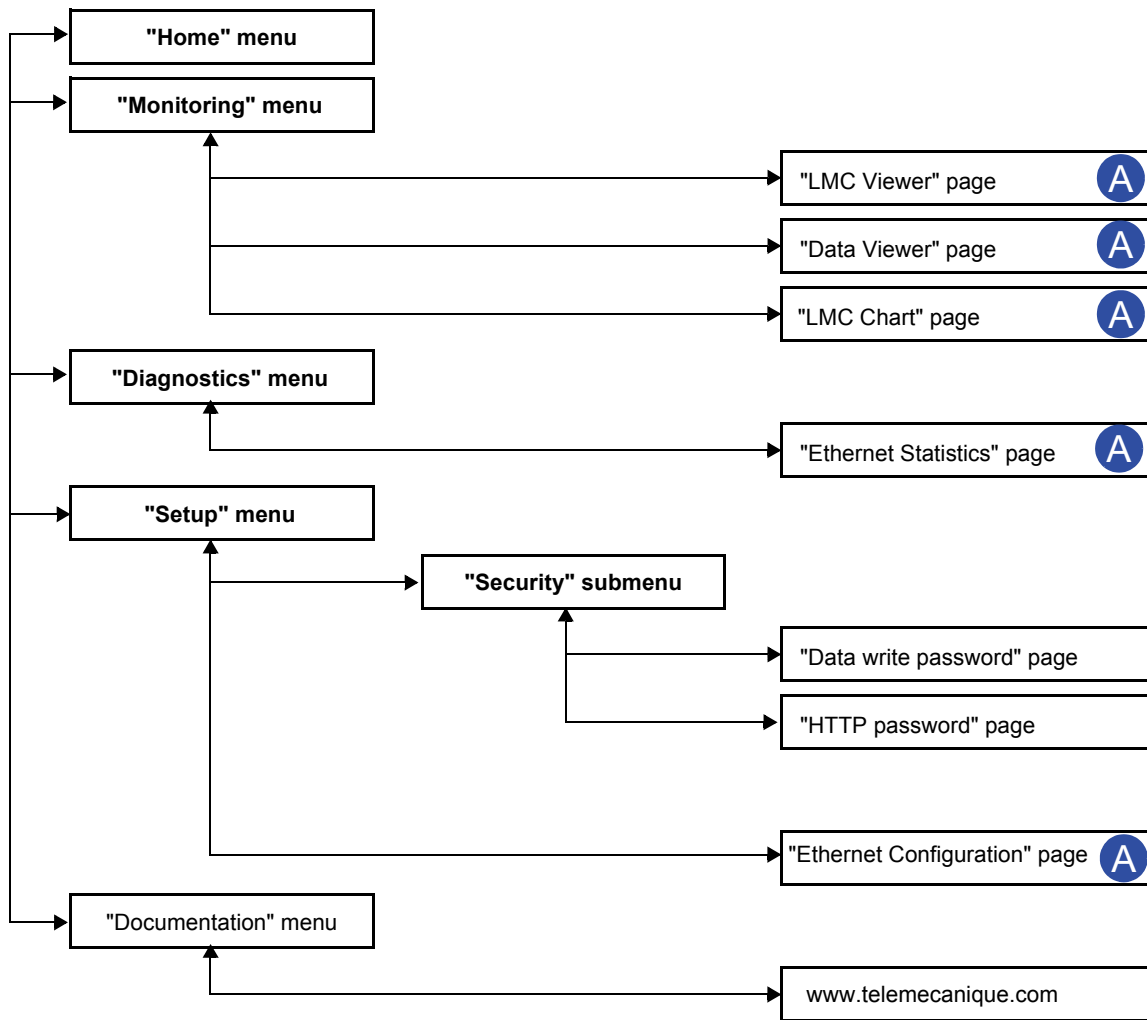 "Home" menu
"Monitoring" menu
"LMC Viewer" page A
"Data Viewer" page A
"LMC Chart" page A
"Diagnostics" menu
"Ethernet Statistics" page A
"Setup" menu
"Security" submenu
"Data write password" page
"HTTP password" page
"Ethernet Configuration" page A
"Documentation" menu
www.telemecanique.com